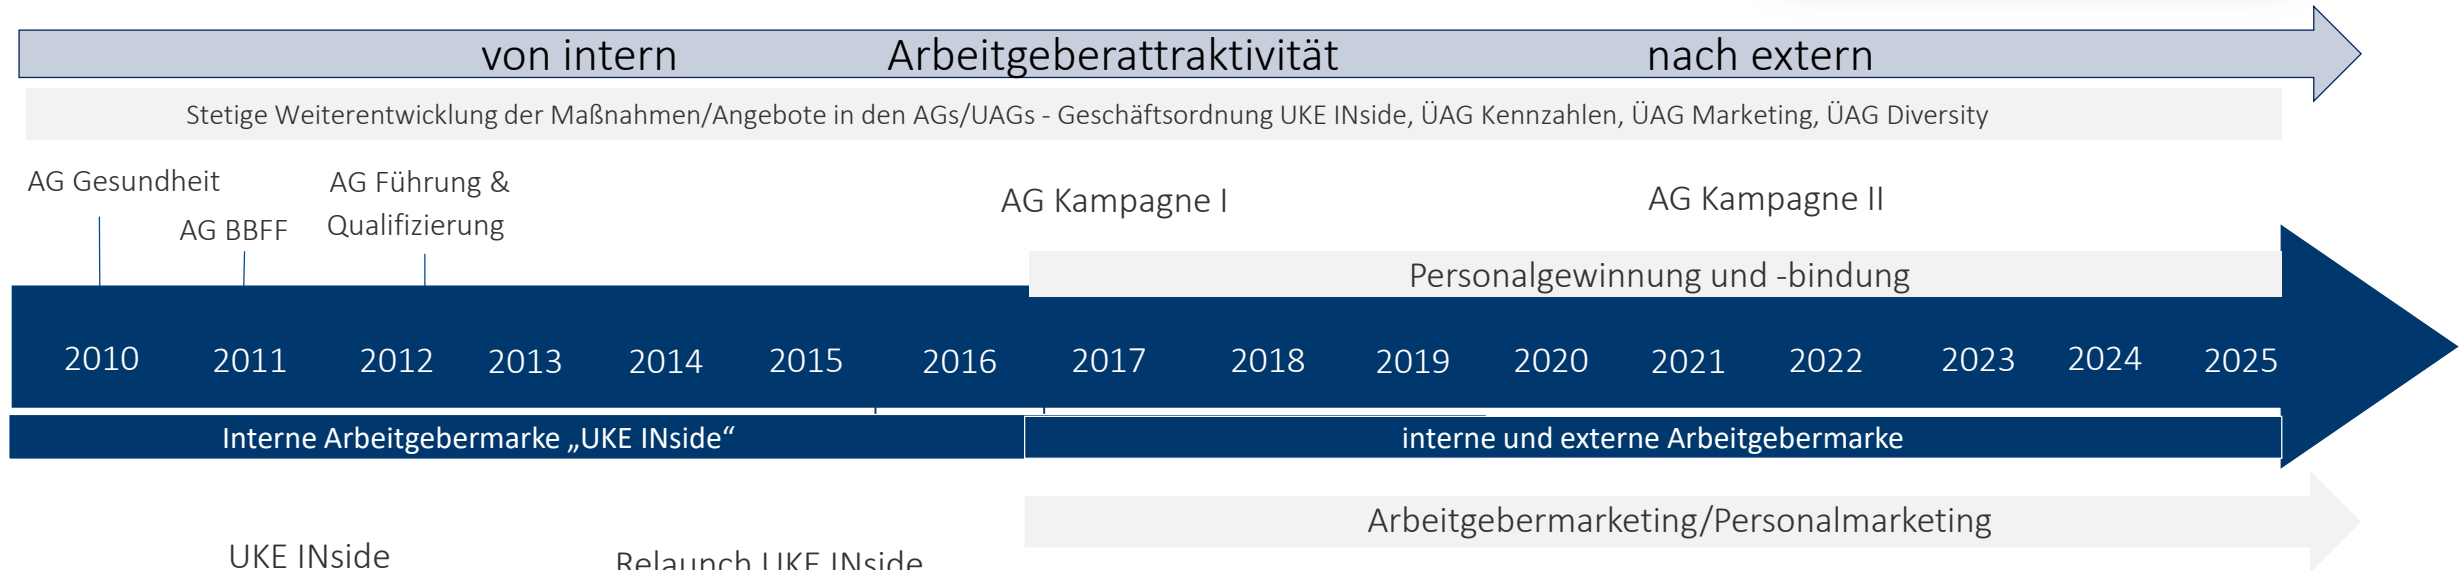 von intern Arbeitgeberattraktivität nach extern
Stetige Weiterentwicklung der Maßnahmen/Angebote in den AGs/UAGs - Geschäftsordnung UKE INside, ÜAG Kennzahlen, ÜAG Marketing, ÜAG Diversity
AG Gesundheit
AG BBFF
AG Führung &
Qualifizierung
AG Kampagne I
AG Kampagne II
Personalgewinnung und -bindung
2010 2011 2012 2013 2014 2015 2016 2017 2018 2019 2020 2021 2022 2023 2024 2025
Interne Arbeitgebermarke „UKE INside“
interne und externe Arbeitgebermarke
Arbeitgebermarketing/Personalmarketing
UKE INside
Relaunch UKE INside